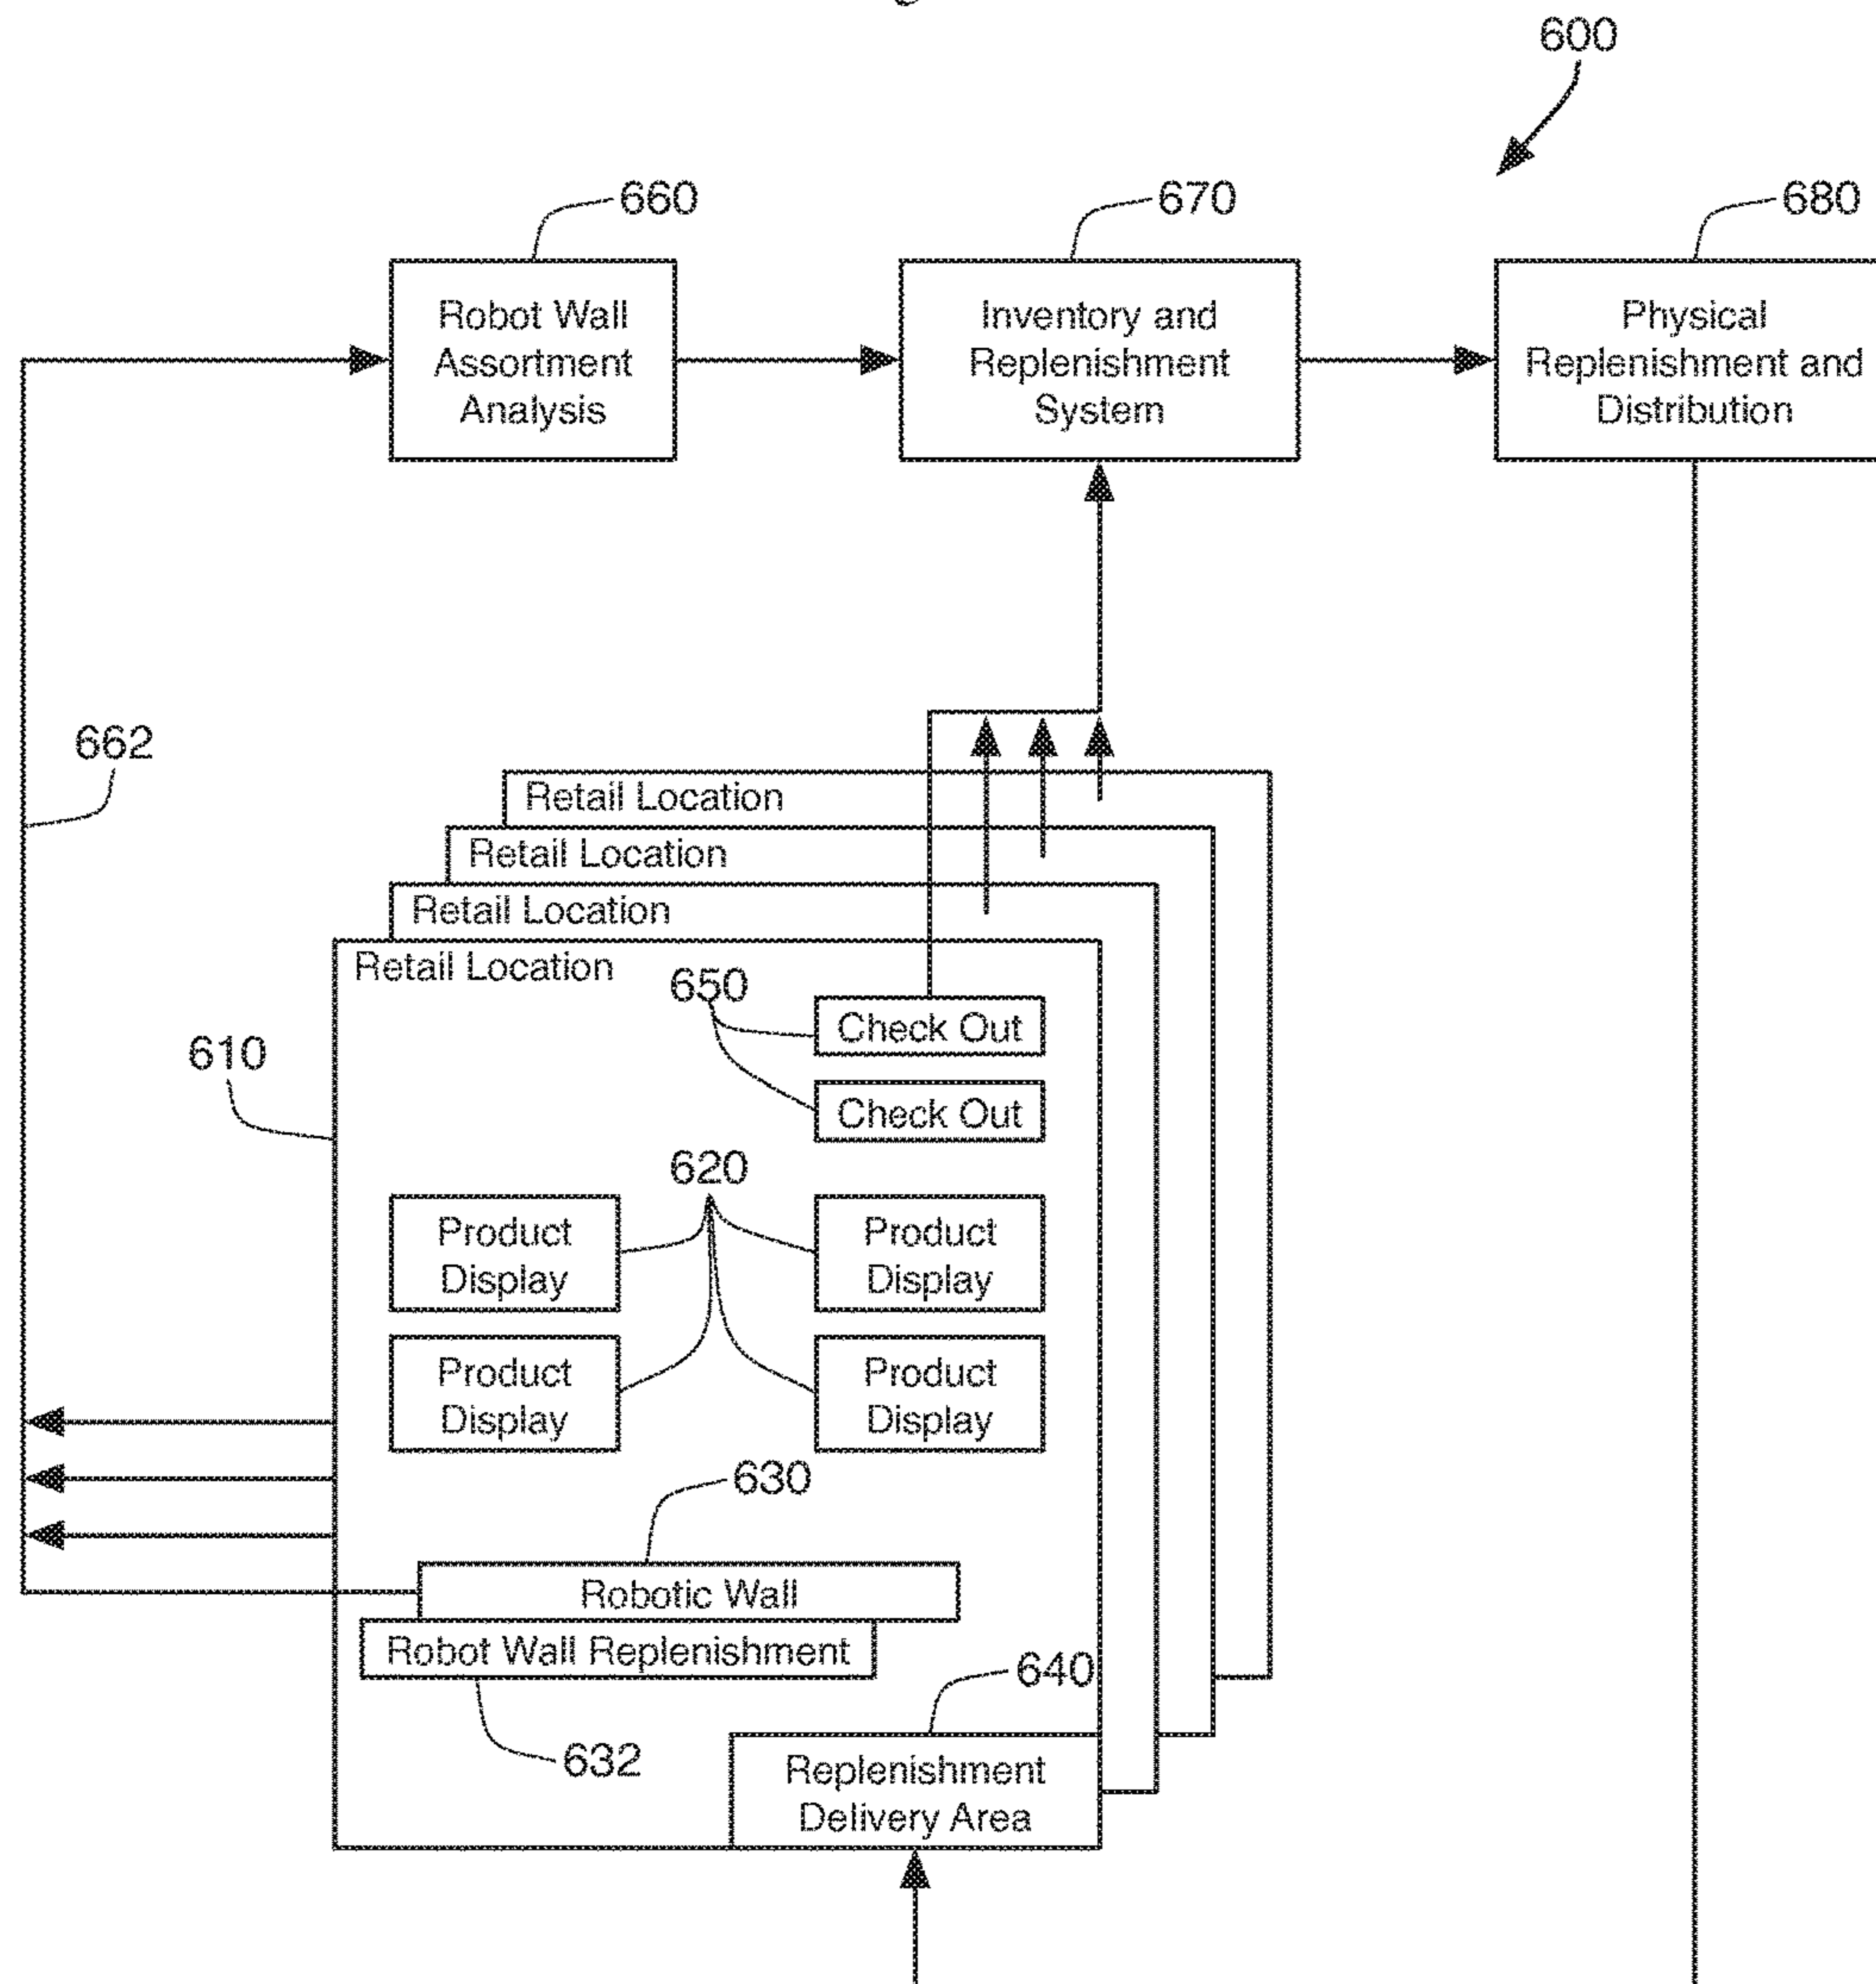 600
660
670
680
Robot Wall
Assortment
Analysis
Inventory and
Replenishment
System
Physical
Replenishment and
Distribution
662
Retail Location
Retail Location
Retail Location
Retail Location
650
Check Out
610
Check Out
620
Product
Display
Product
Display
Product
Display
Product
Display
630
Robotic Wall
Robot Wall Replenishment
640
632
Replenishment
Delivery Area